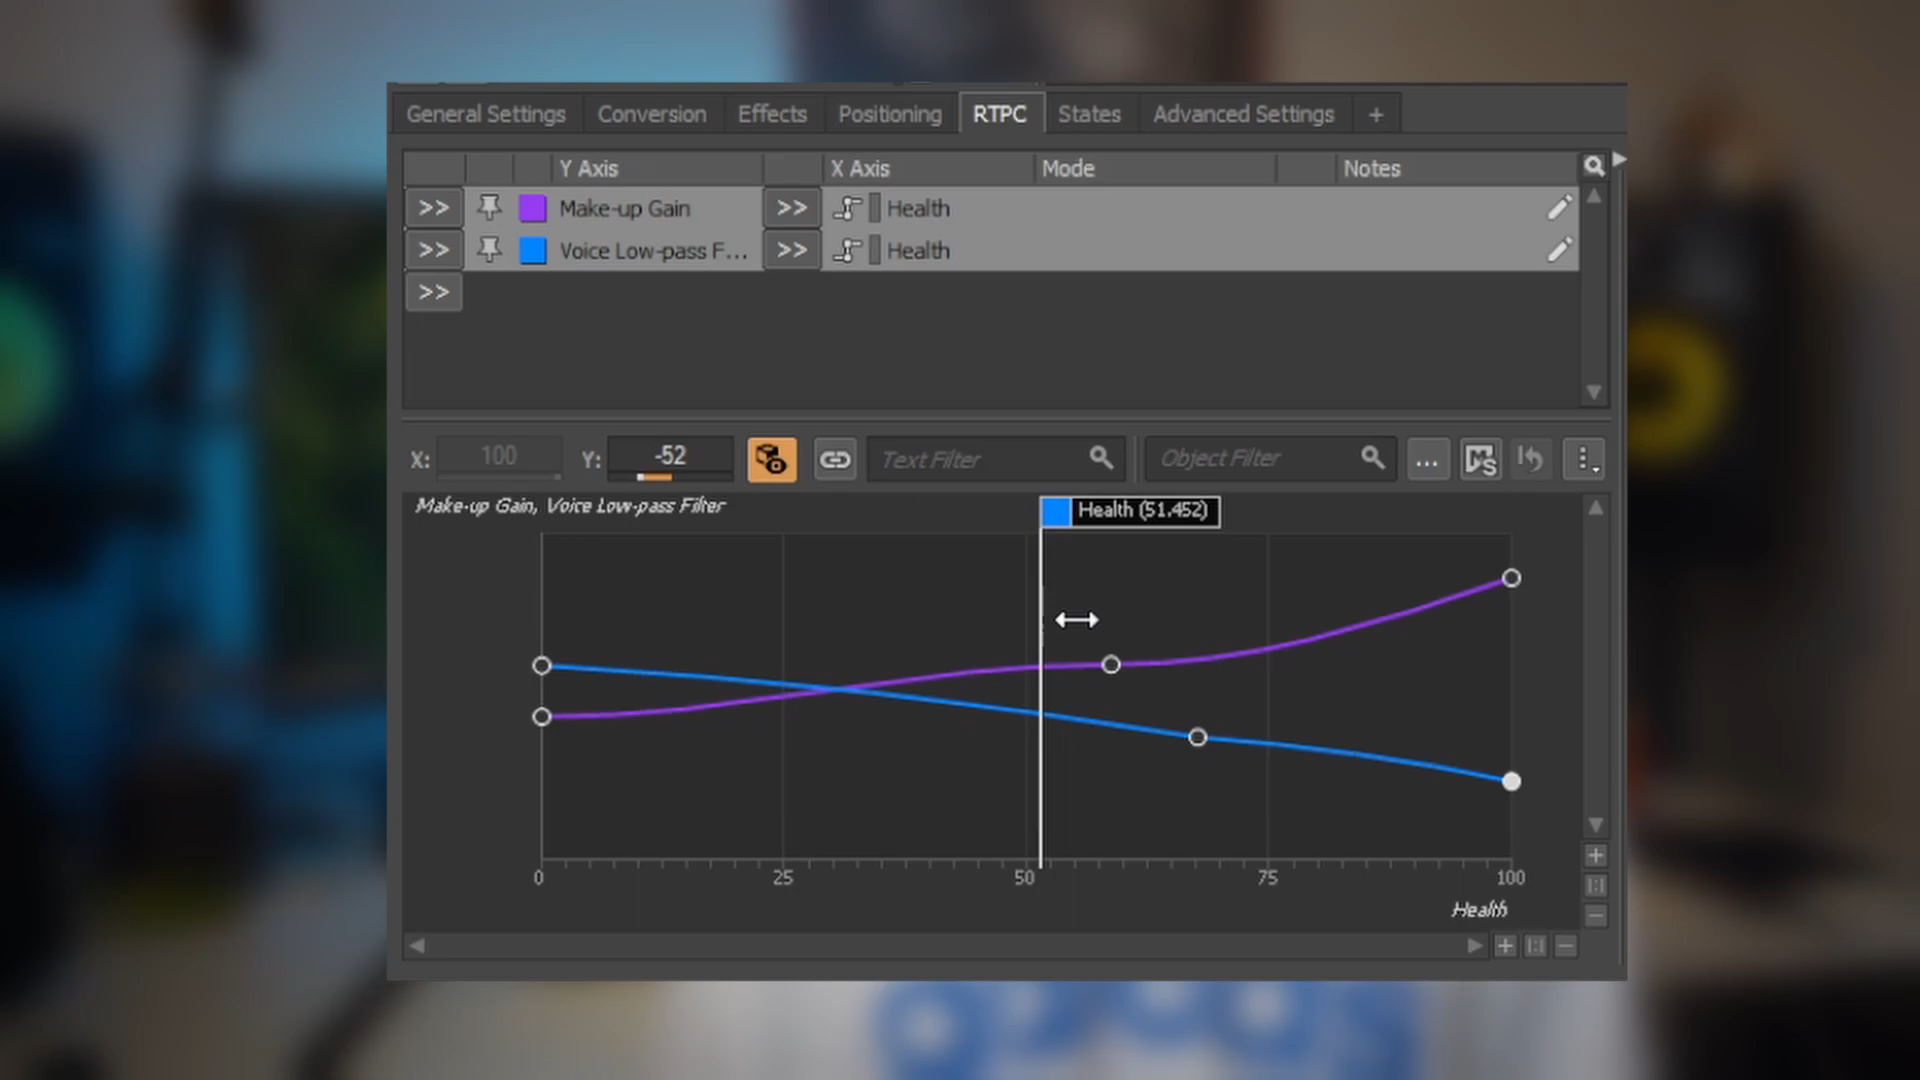 General Settings Conversion Effects Positioning RTPC States Advanced Settings +
Y Axis X Axis Mode Notes
>> Make-up Gain >> Health
>> Voice Low-pass F... >> Health
>>
X: 100 Y: -52 Text Filter Object Filter ... MS
Make-up Gain, Voice Low-pass Filter
Health (51.452)
0 25 50 75 100
Health